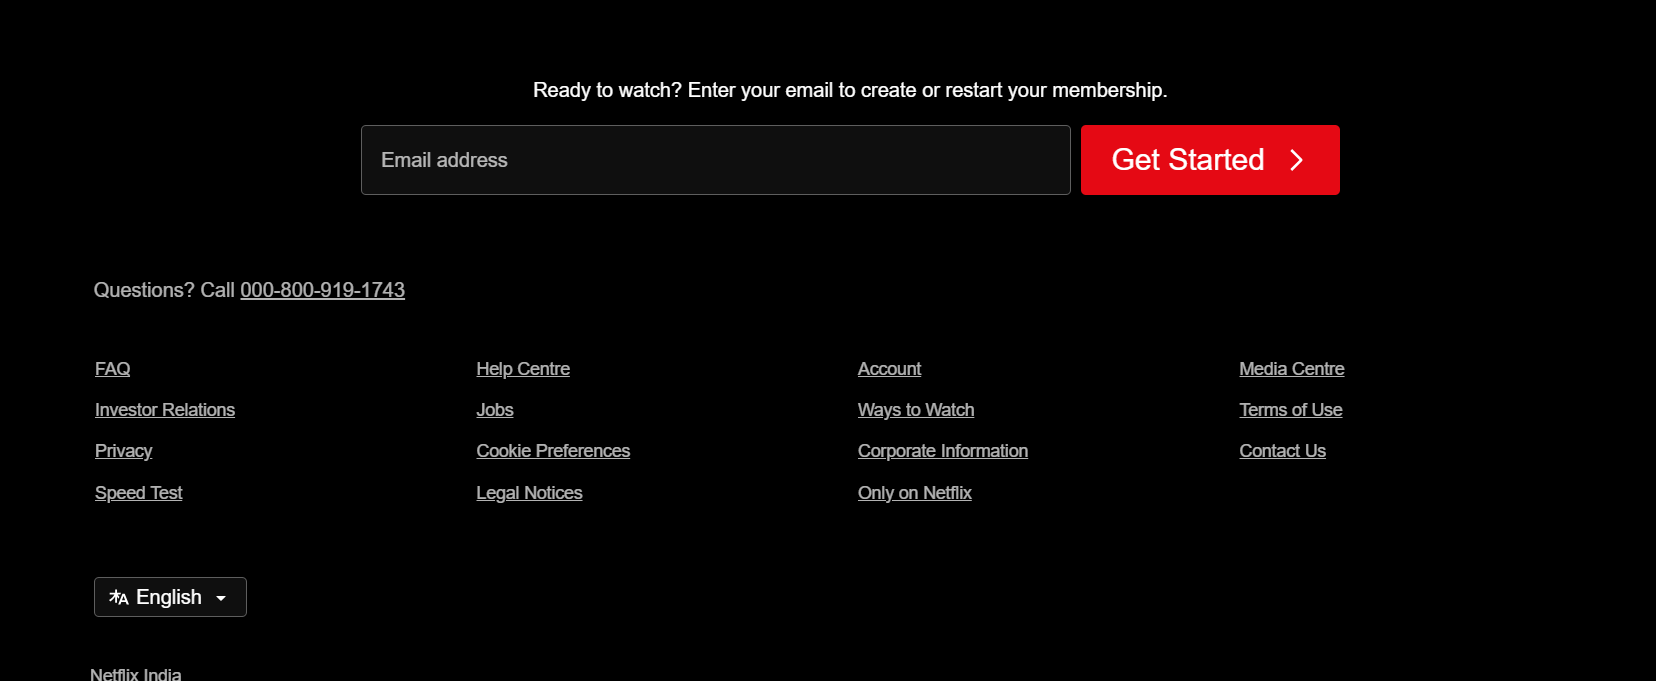 Ready to watch? Enter your email to create or restart your membership.
Email address
Get Started
Questions? Call 000-800-919-1743
FAQ
Help Centre
Account
Media Centre
Investor Relations
Jobs
Ways to Watch
Terms of Use
Privacy
Cookie Preferences
Corporate Information
Contact Us
Speed Test
Legal Notices
Only on Netflix
English
Netflix India